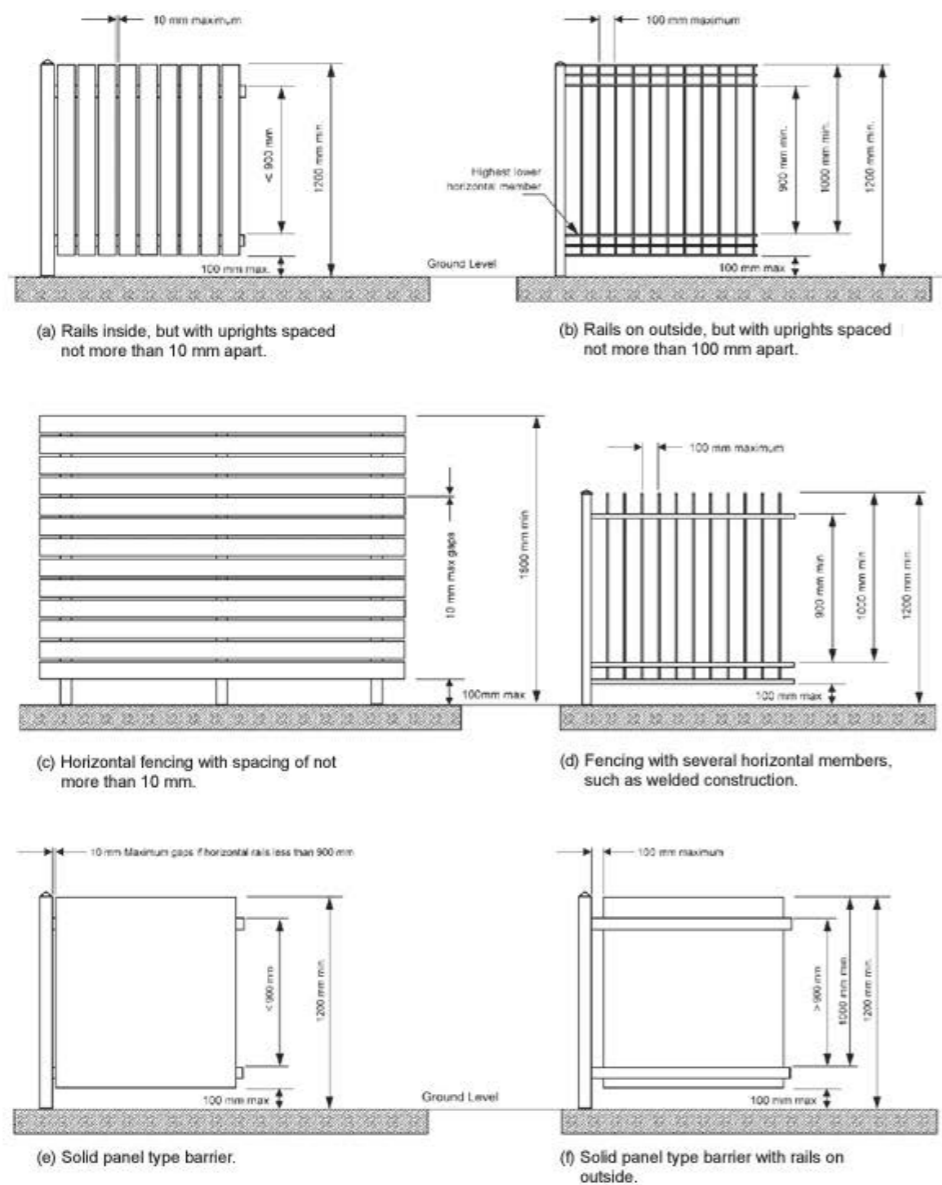 10 mm maximum
100 mm maximum
< 900 mm
1200 mm min.
900 mm min.
1000 mm min.
1200 mm min.
Highest lower
horizontal member
100 mm max.
Ground Level
100 mm max
(a) Rails inside, but with uprights spaced
not more than 10 mm apart.
(b) Rails on outside, but with uprights spaced
not more than 100 mm apart.
10 mm max gaps
1800 mm min
100mm max
100 mm maximum
900 mm min
1000 mm min
1200 mm min.
100 mm max
(c) Horizontal fencing with spacing of not
more than 10 mm.
(d) Fencing with several horizontal members,
such as welded construction.
10 mm Maximum gaps if horizontal rails less than 900 mm
100 mm maximum
<900 mm
1200 mm min.
>900 mm
1000 mm min.
1200 mm min.
100 mm max
Ground Level
100 mm max
(e) Solid panel type barrier.
(f) Solid panel type barrier with rails on
outside.